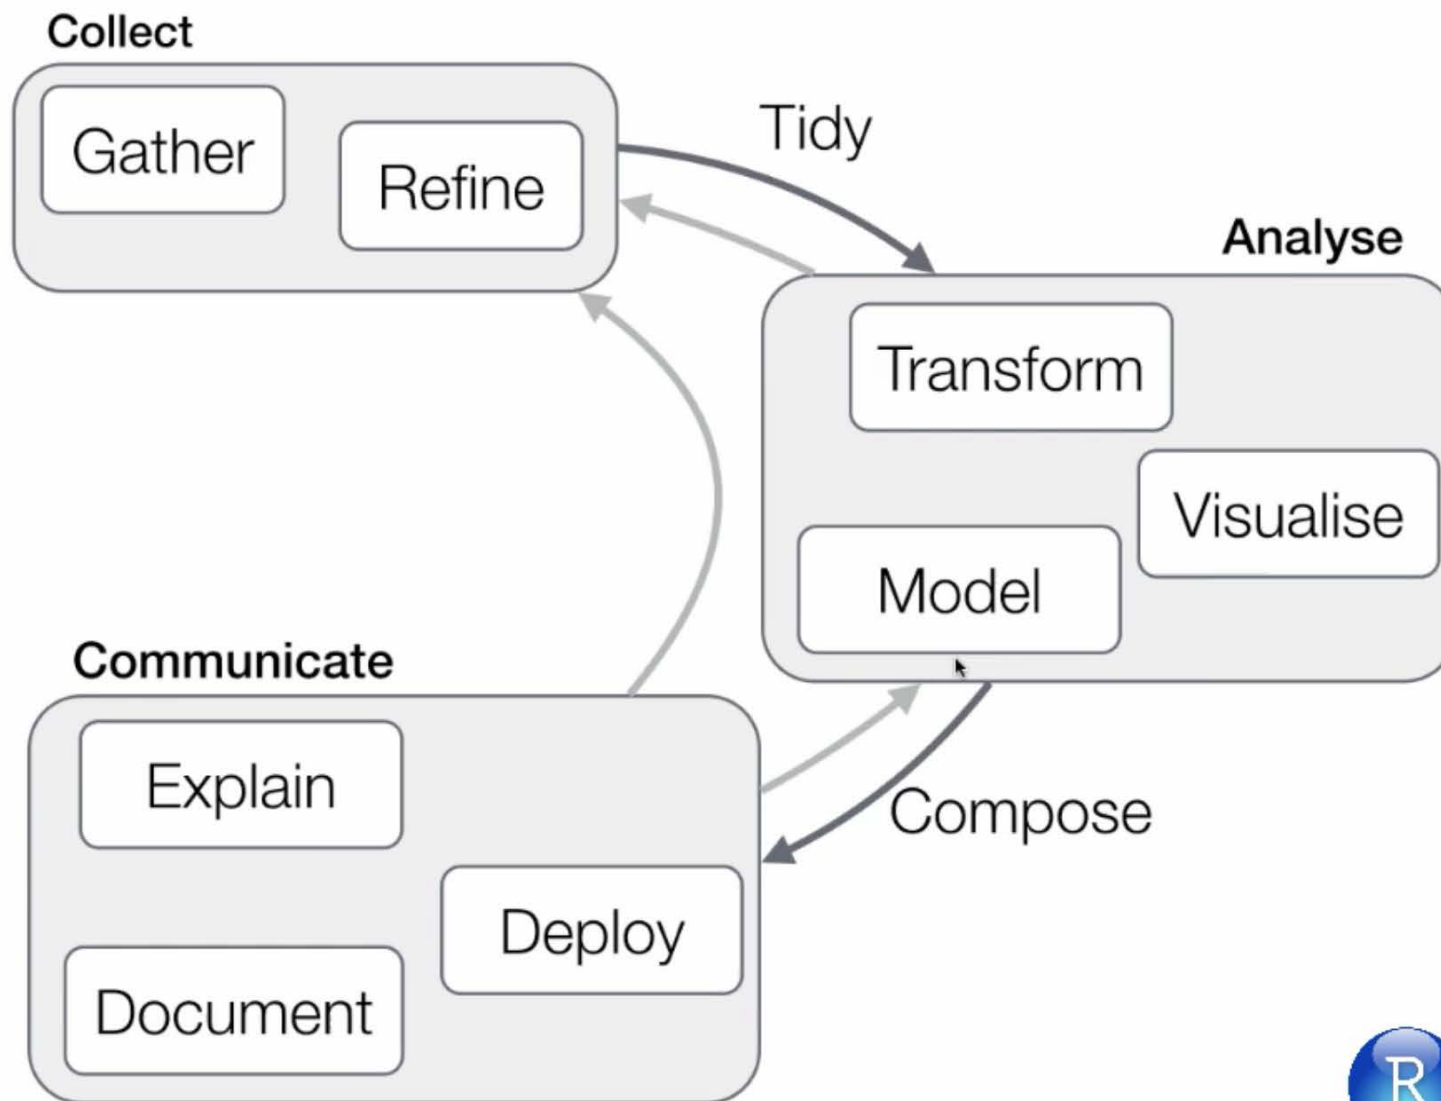 Collect
Gather
Refine
Tidy
Analyse
Transform
Visualise
Model
Communicate
Explain
Compose
Deploy
Document
R